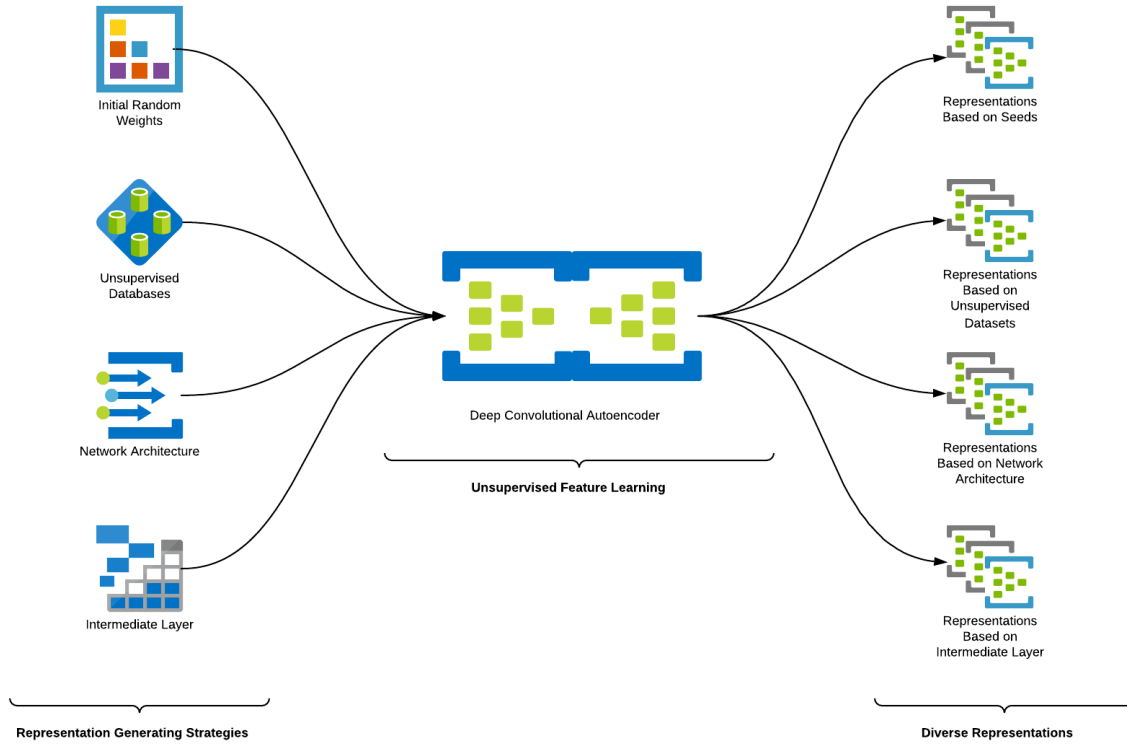 Initial Random
Weights
Unsupervised
Databases
Network Architecture
Intermediate Layer
Representation Generating Strategies
Deep Convolutional Autoencoder
Unsupervised Feature Learning
Representations
Based on Seeds
Representations
Based on
Unsupervised
Datasets
Representations
Based on Network
Architecture
Representations
Based on
Intermediate Layer
Diverse Representations